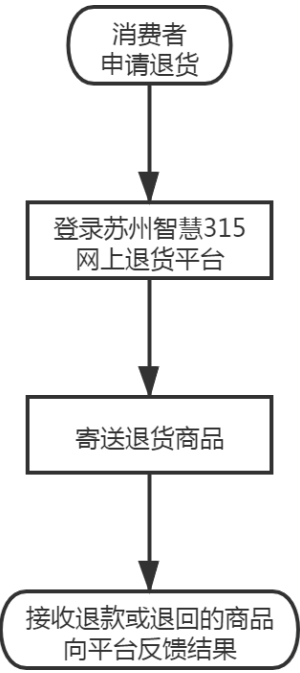 消费者
申请退货
登录苏州智慧315
网上退货平台
寄送退货商品
接收退款或退回的商品
向平台反馈结果